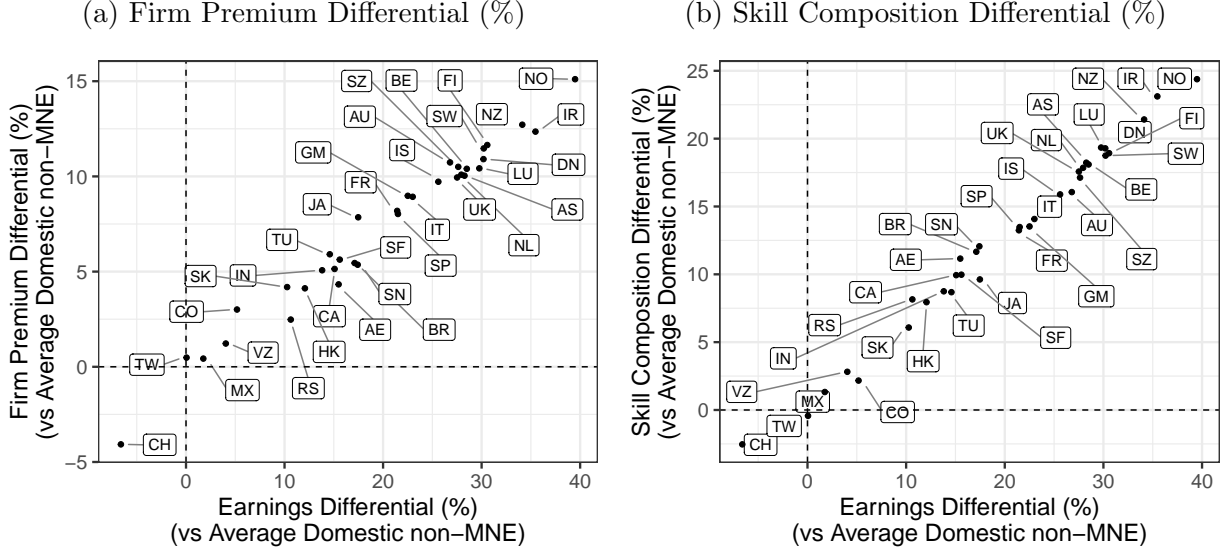 (a) Firm Premium Differential (%)
(b) Skill Composition Differential (%)
Firm Premium Differential (%)
(vs Average Domestic non−MNE)
15
10
5
0
−5
NO
IR
FI
BE
SZ
NZ
SW
AU
IS
GM
DN
LU
FR
JA
UK
AS
IT
NL
TU
SF
SP
SK
IN
SN
CO
CA
AE
BR
VZ
HK
TW
MX
RS
CH
0
10
20
30
40
Earnings Differential (%)
(vs Average Domestic non−MNE)
Skill Composition Differential (%)
(vs Average Domestic non−MNE)
25
20
15
10
5
0
NZ
IR
NO
AS
LU
FI
UK
NL
DN
SW
IS
BE
SP
IT
AU
BR
SN
AE
FR
SZ
CA
JA
GM
RS
TU
SF
IN
SK
HK
VZ
MX
CO
TW
CH
0
10
20
30
40
Earnings Differential (%)
(vs Average Domestic non−MNE)